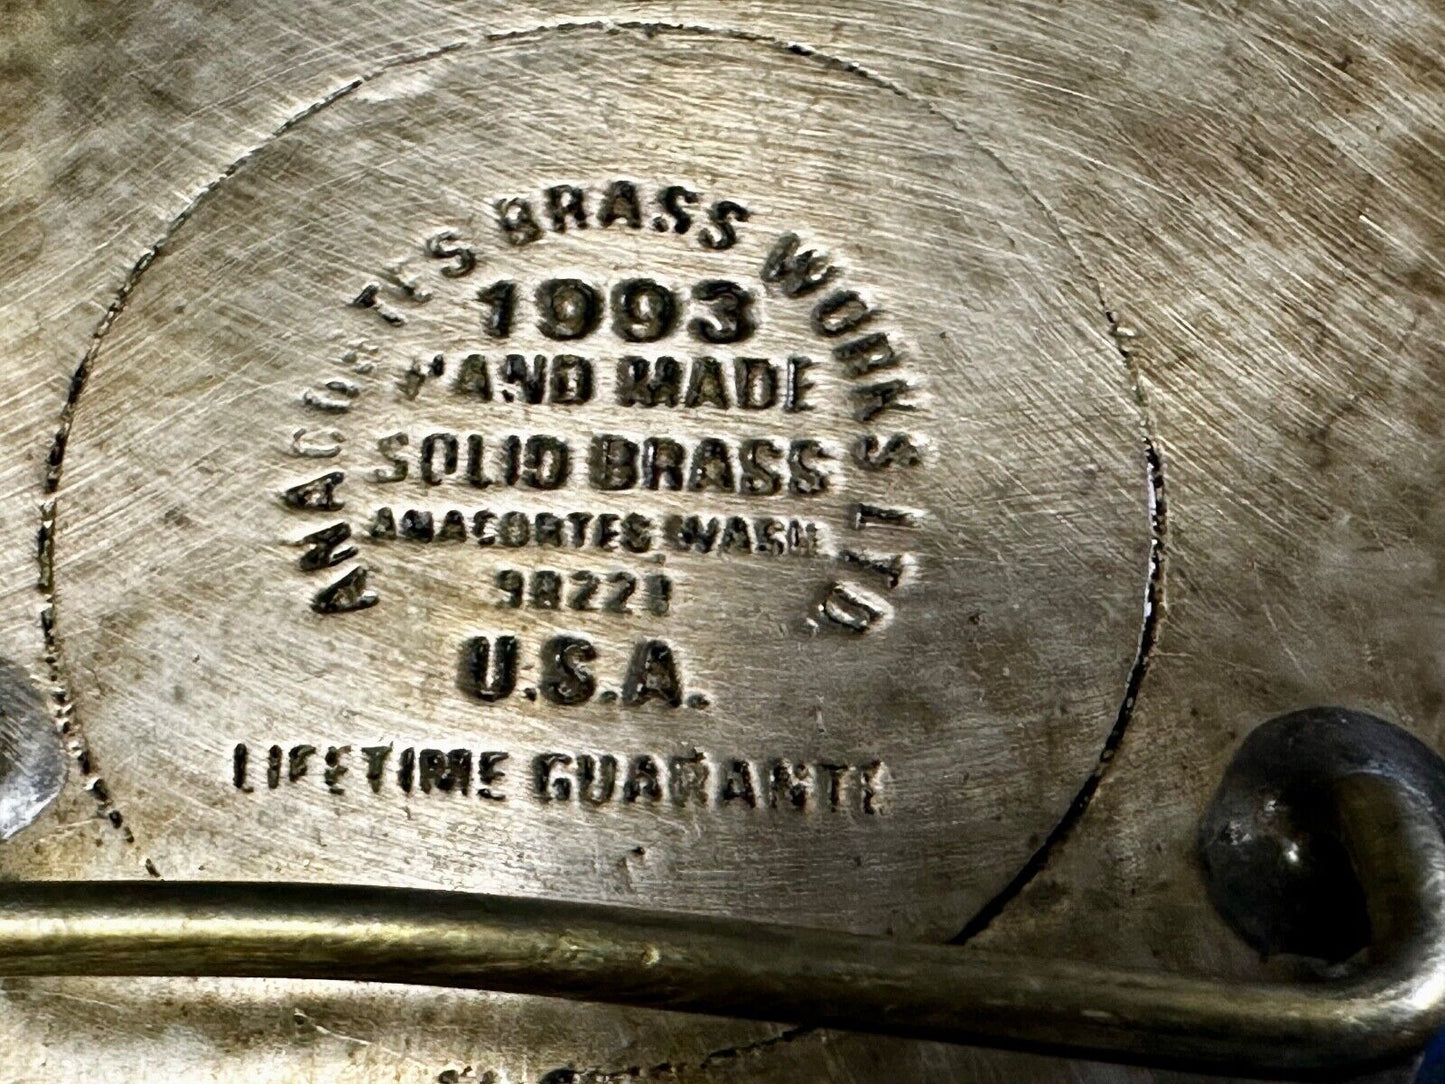 ANACORTES BRASS WORKS LTD
1993
HAND MADE
SOLID BRASS
ANACORTES, WASH
98221
U.S.A.
LIFETIME GUARANTE